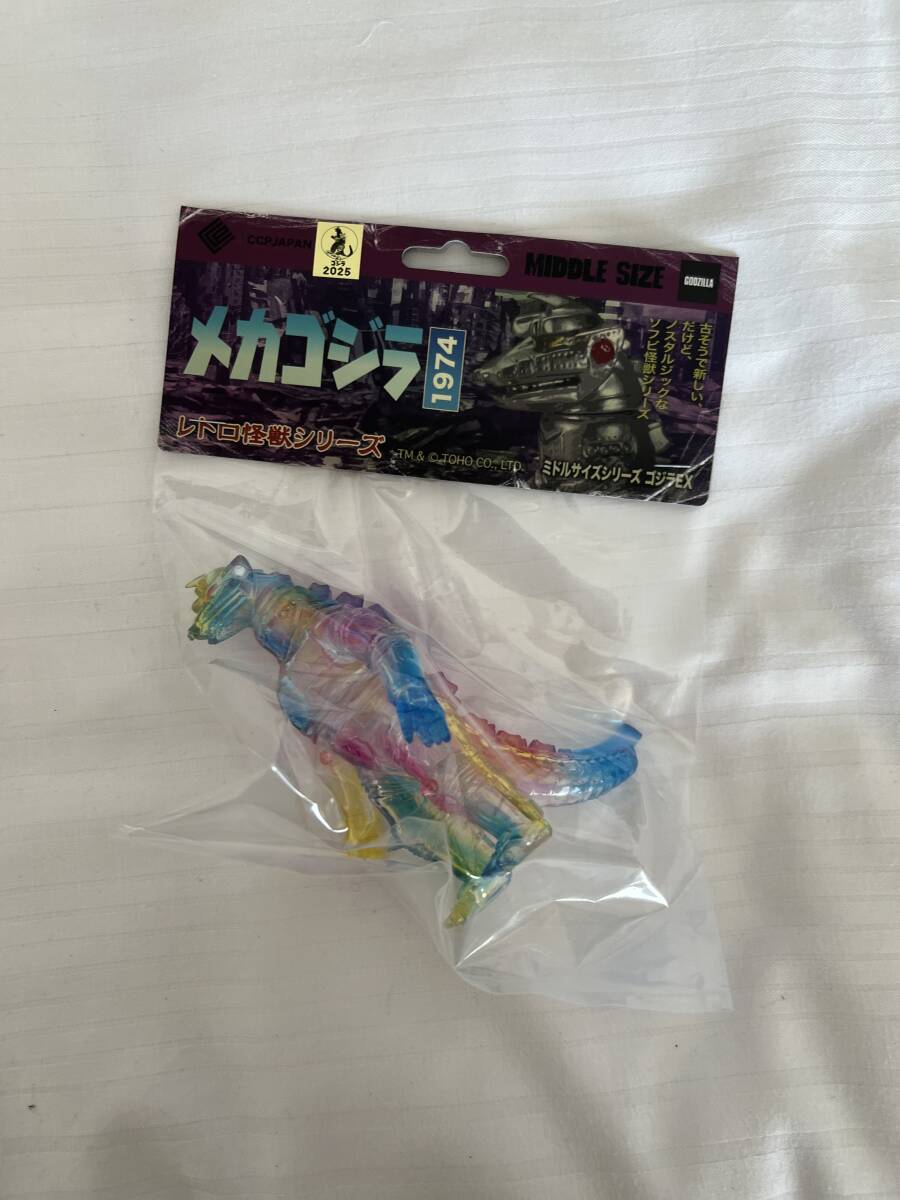 CCPJAPAN
ゴジラ
2025
MIDDLE SIZE
GODZILLA
メカゴジラ
1974
古そうで新しい、
だけど、
ノスタルジックな
ソフビ怪獣シリーズ
レトロ怪獣シリーズ
TM & © TOHO CO., LTD.
ミドルサイズシリーズ ゴジラEX